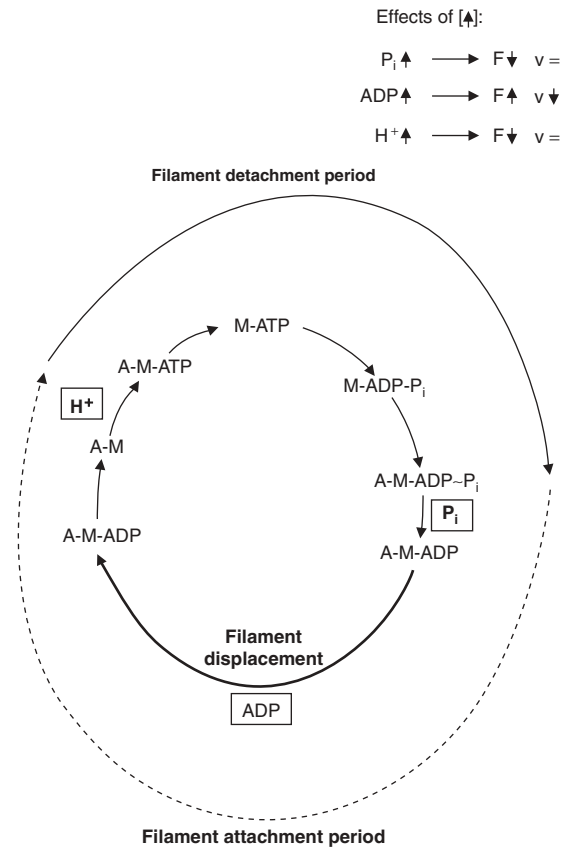 Effects of [↑]:
Pi ↑ → F ↓ v =
ADP ↑ → F ↑ v ↓
H+ ↑ → F ↓ v =
Filament detachment period
M-ATP
A-M-ATP
M-ADP-Pi
H+
A-M
A-M-ADP~Pi
Pi
A-M-ADP
A-M-ADP
Filament
displacement
ADP
Filament attachment period